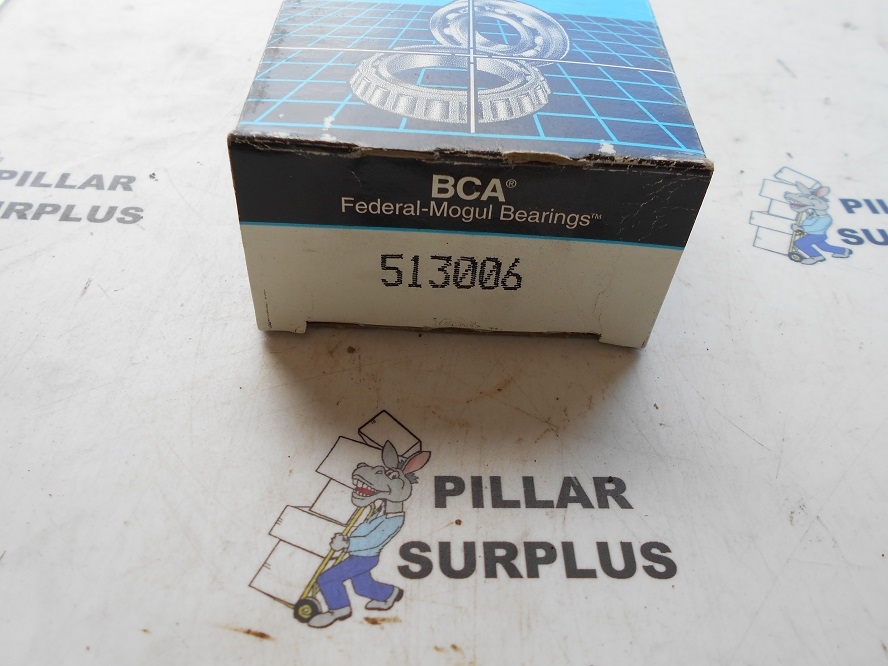 BCA®
Federal-Mogul Bearings™
513006
PILLAR
SURPLUS
PILLAR
SURPLUS